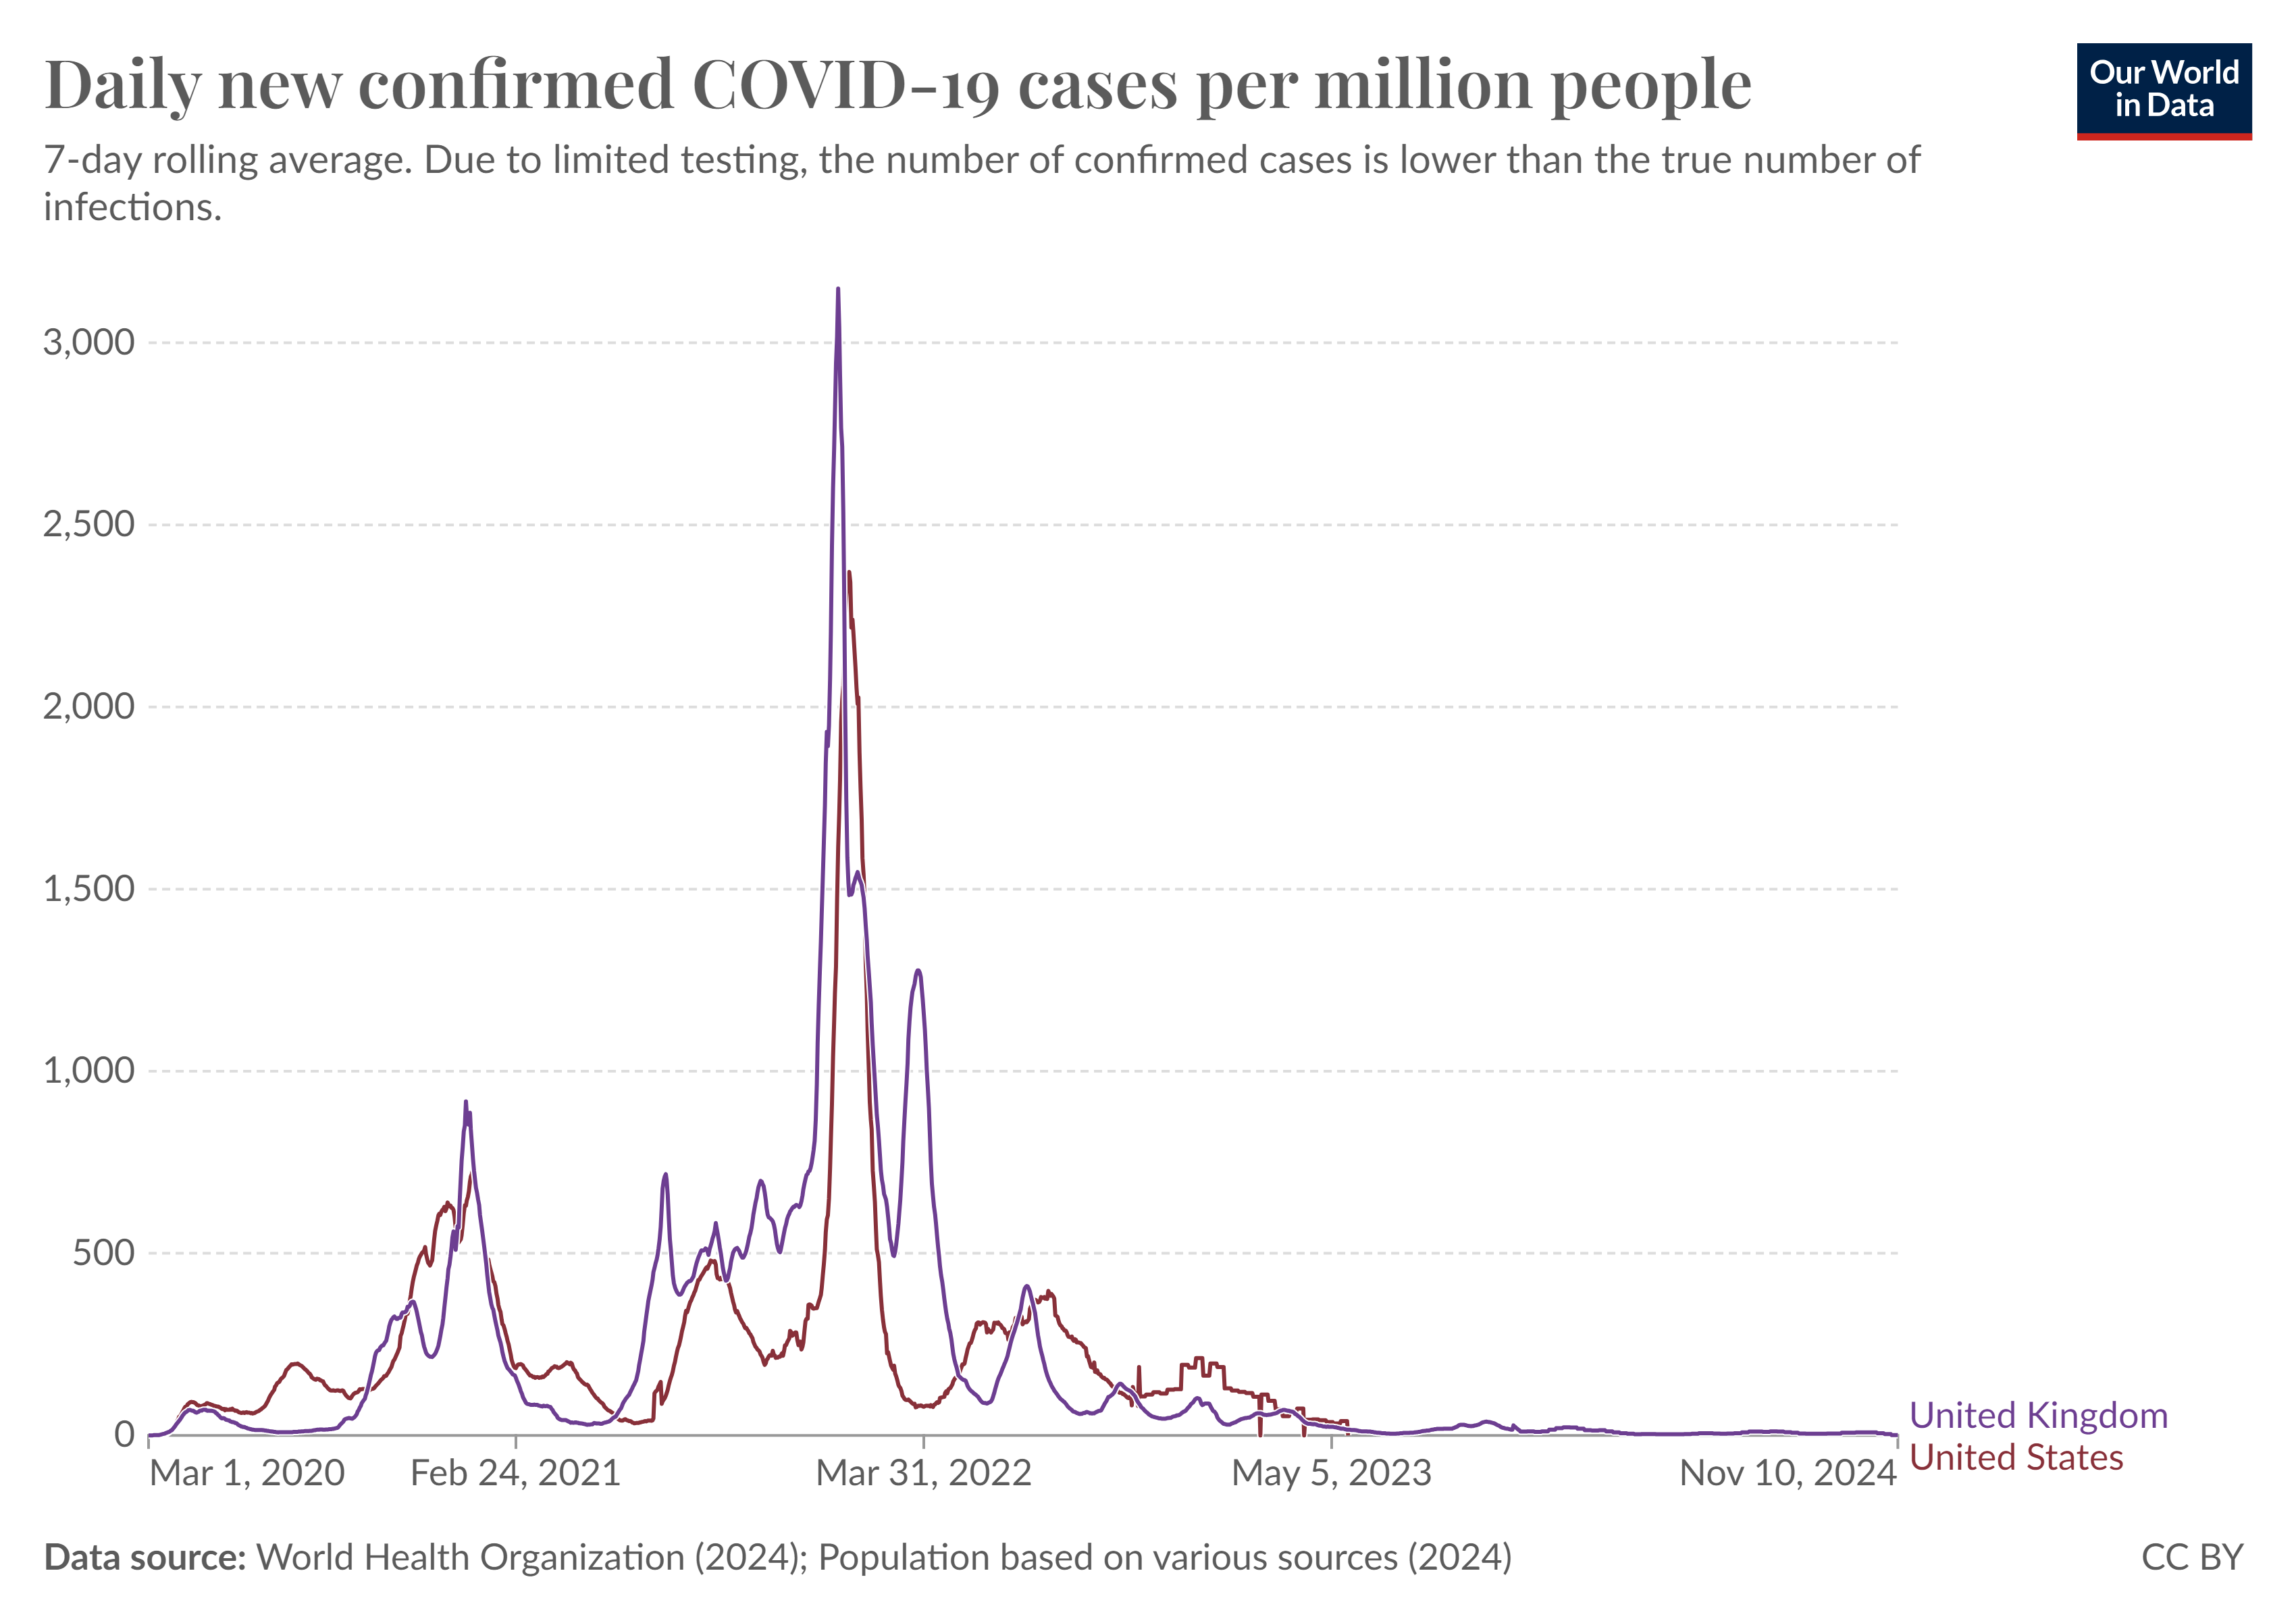 Daily new confirmed COVID-19 cases per million people
Our World
in Data
7-day rolling average. Due to limited testing, the number of confirmed cases is lower than the true number of
infections.
3,000
2,500
2,000
1,500
1,000
500
0
United Kingdom
United States
Mar 1, 2020
Feb 24, 2021
Mar 31, 2022
May 5, 2023
Nov 10, 2024
Data source: World Health Organization (2024); Population based on various sources (2024)
CC BY